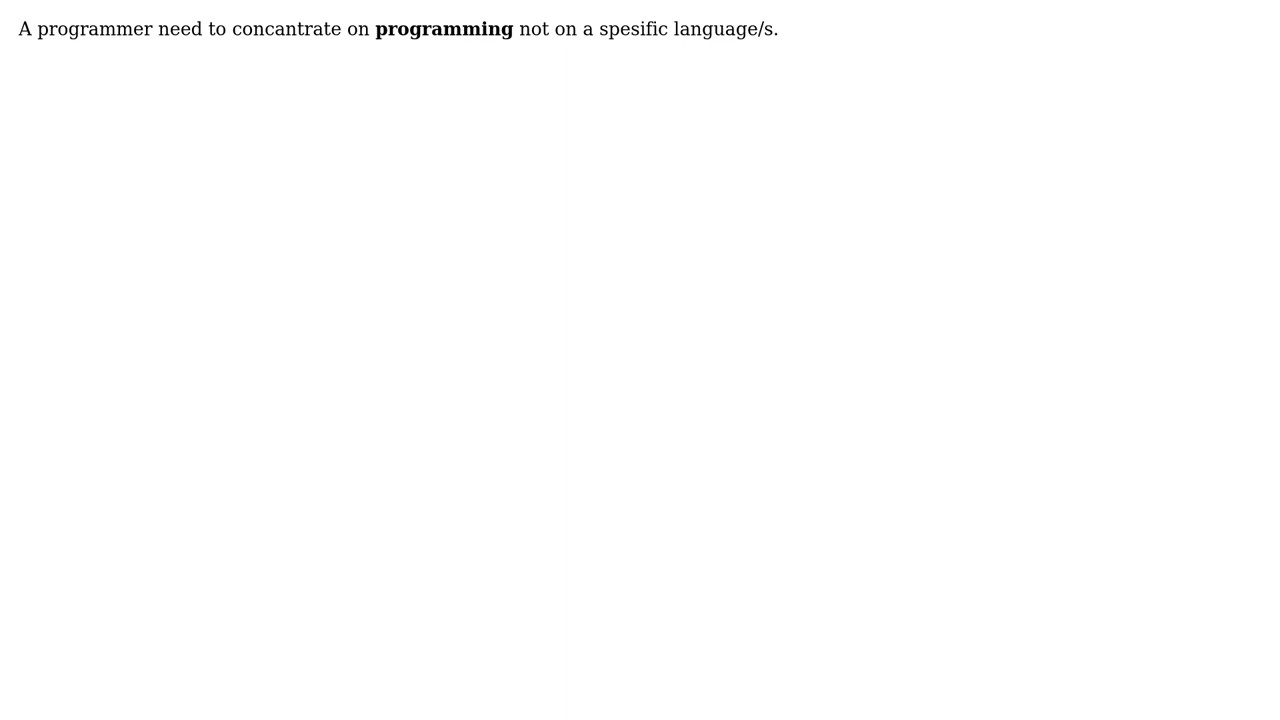 A programmer need to concantrate on programming not on a spesific language/s.